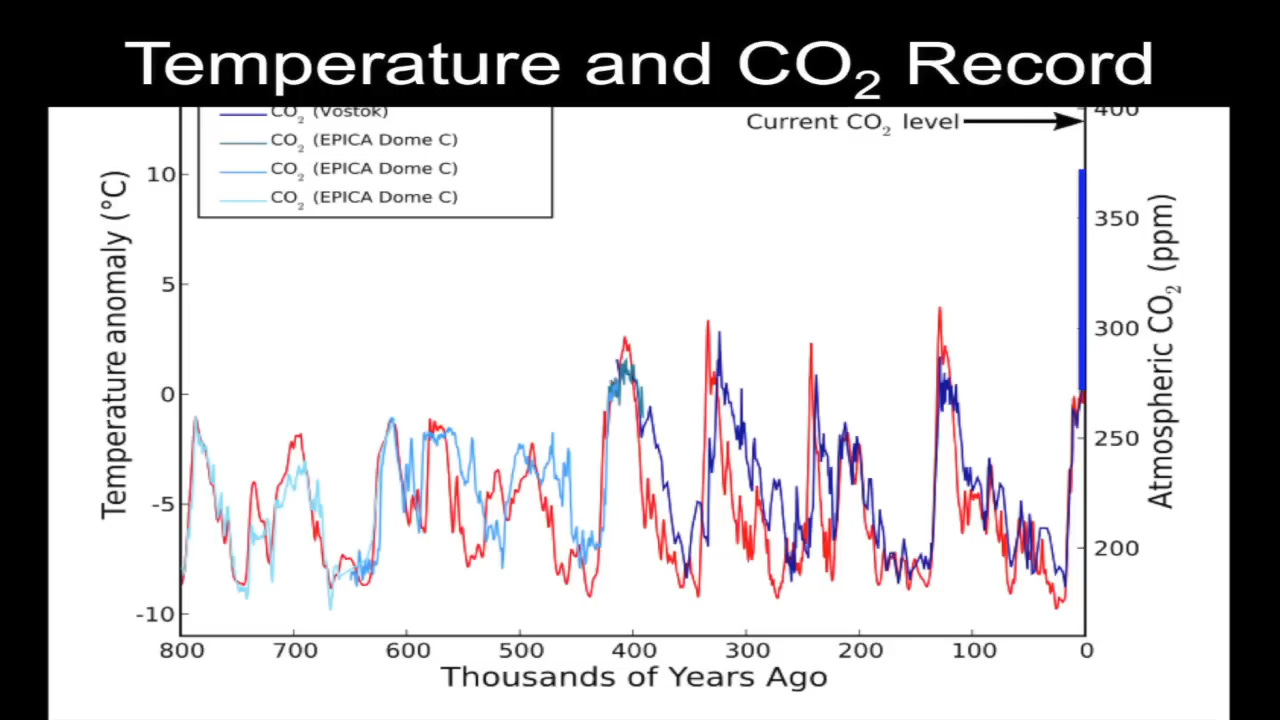 Temperature and CO₂ Record
CO₂ (Vostok)
CO₂ (EPICA Dome C)
CO₂ (EPICA Dome C)
CO₂ (EPICA Dome C)
Current CO₂ level
400
350
300
250
200
Atmospheric CO₂ (ppm)
Temperature anomaly (°C)
10
5
0
-5
-10
800 700 600 500 400 300 200 100 0
Thousands of Years Ago